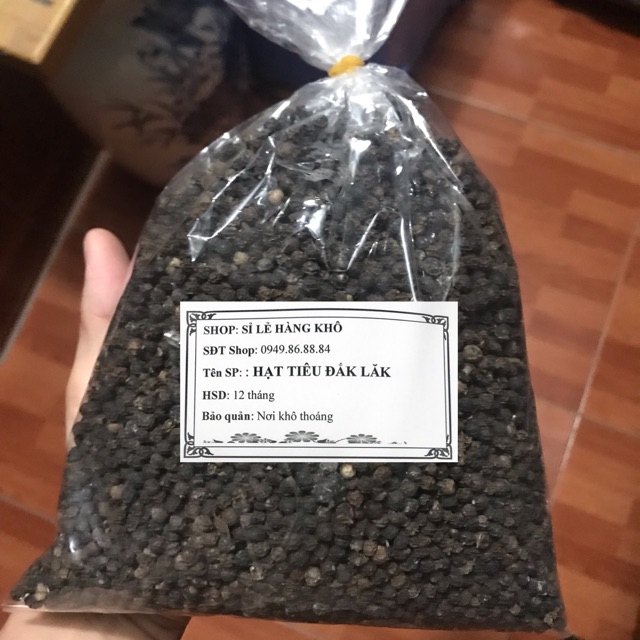 SHOP: SỈ LẺ HÀNG KHÔ
SĐT Shop: 0949.86.88.84
Tên SP: : HẠT TIÊU ĐẮK LĂK
HSD: 12 tháng
Bảo quản: Nơi khô thoáng